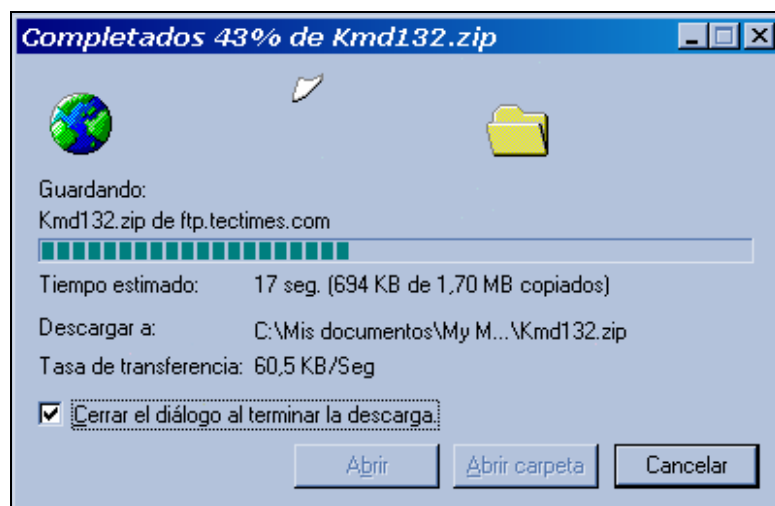 Completados 43% de Kmd132.zip
Guardando:
Kmd132.zip de ftp.tectimes.com
Tiempo estimado: 17 seg. (694 KB de 1,70 MB copiados)
Descargar a: C:\Mis documentos\My M...\Kmd132.zip
Tasa de transferencia: 60,5 KB/Seg
Cerrar el diálogo al terminar la descarga.
Abrir Abrir carpeta Cancelar